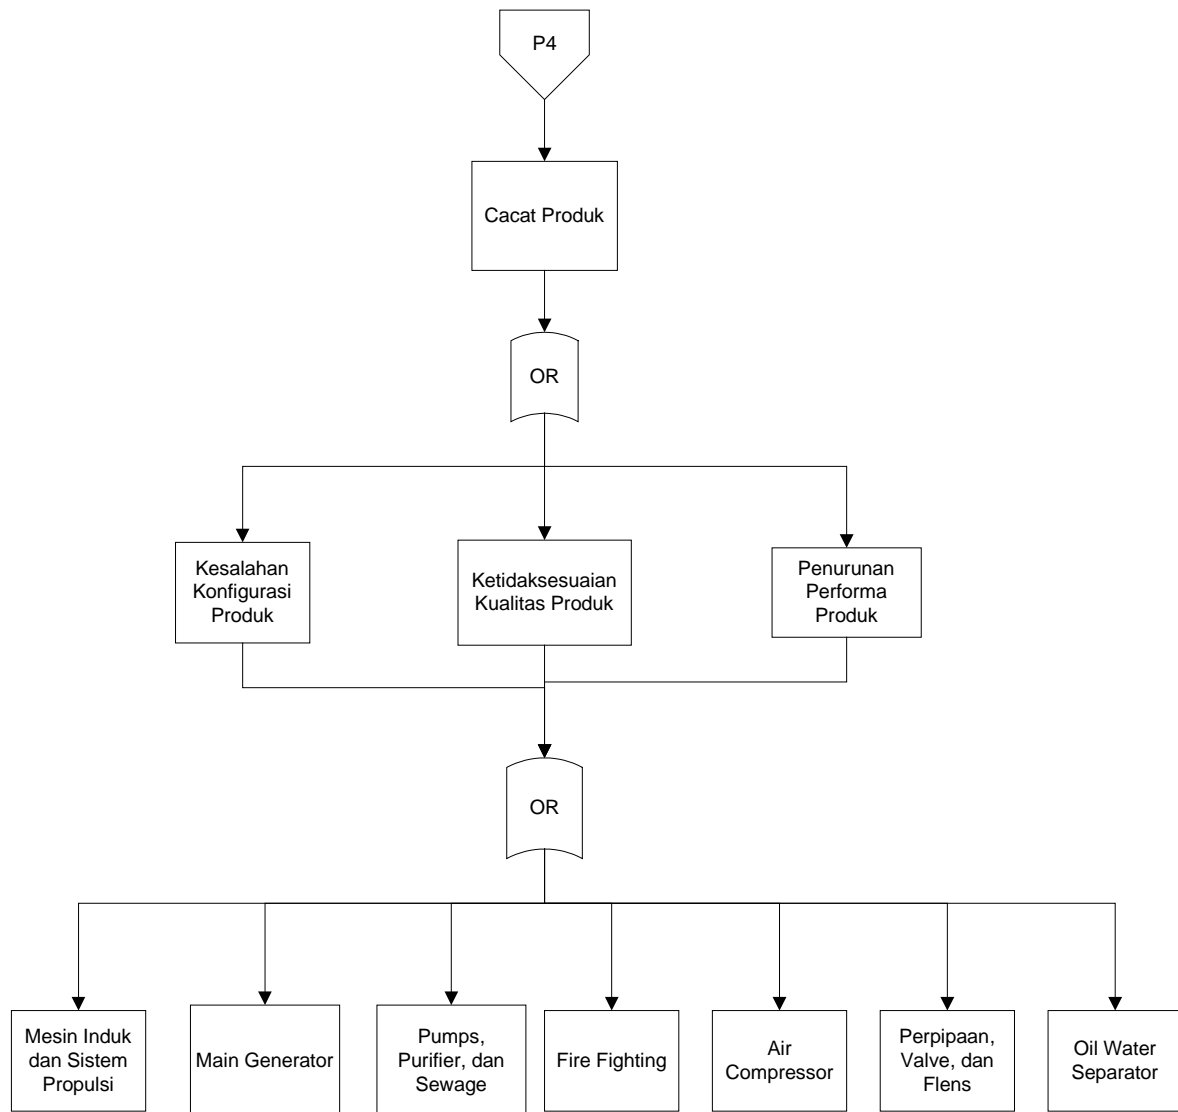 P4
Cacat Produk
OR
Kesalahan
Konfigurasi
Produk
Ketidaksesuaian
Kualitas Produk
Penurunan
Performa
Produk
OR
Mesin Induk
dan Sistem
Propulsi
Main Generator
Pumps,
Purifier, dan
Sewage
Fire Fighting
Air
Compressor
Perpipaan,
Valve, dan
Flens
Oil Water
Separator